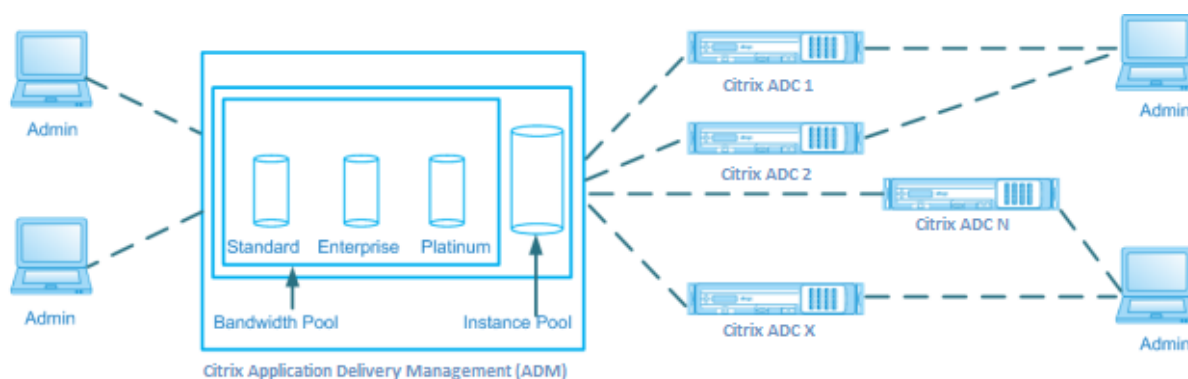 Admin
Admin
Standard
Enterprise
Platinum
Bandwidth Pool
Instance Pool
Citrix Application Delivery Management (ADM)
Citrix ADC 1
Citrix ADC 2
Citrix ADC N
Citrix ADC X
Admin
Admin